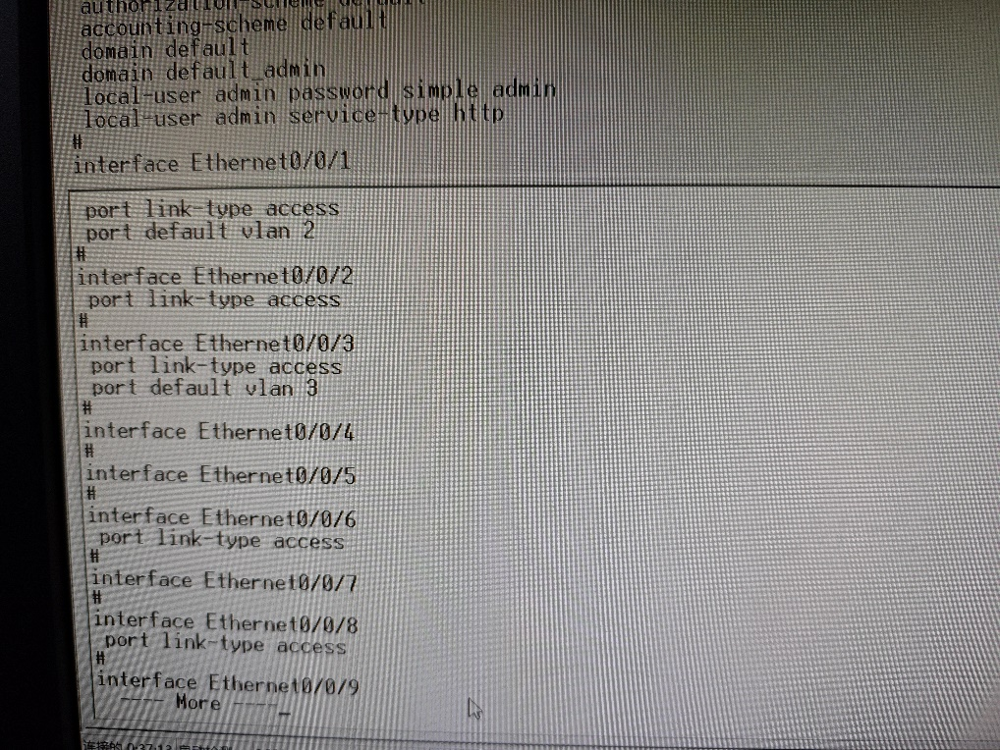 authorization-scheme default
accounting-scheme default
domain default
domain default_admin
local-user admin password simple admin
local-user admin service-type http
#
interface Ethernet0/0/1
port link-type access
port default vlan 2
#
interface Ethernet0/0/2
port link-type access
#
interface Ethernet0/0/3
port link-type access
port default vlan 3
#
interface Ethernet0/0/4
#
interface Ethernet0/0/5
#
interface Ethernet0/0/6
port link-type access
#
interface Ethernet0/0/7
#
interface Ethernet0/0/8
port link-type access
#
interface Ethernet0/0/9
---- More ----
连接的 0:37:13